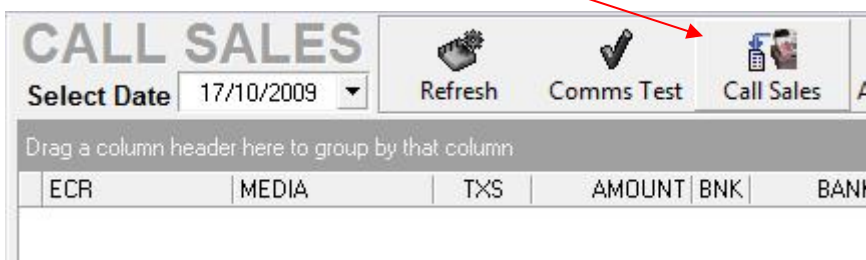 CALL SALES
Select Date 17/10/2009
Refresh Comms Test Call Sales
Drag a column header here to group by that column
ECR MEDIA TXS AMOUNT BNK